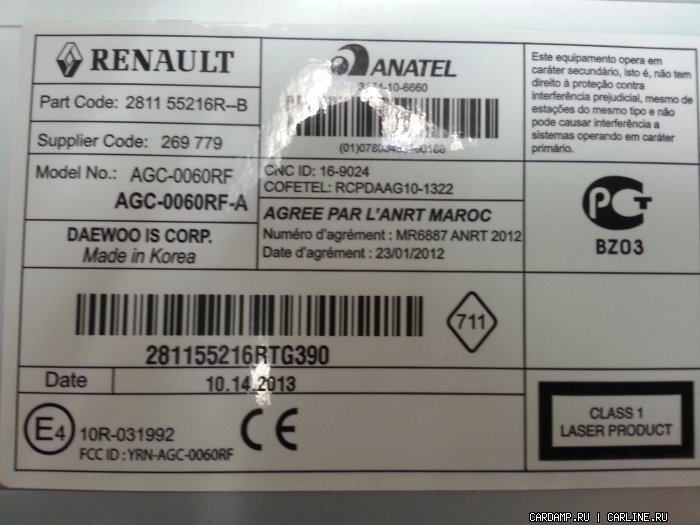 RENAULT
Part Code: 2811 55216R--B
Supplier Code: 269 779
Model No.: AGC-0060RF
AGC-0060RF-A
DAEWOO IS CORP.
Made in Korea
ANATEL
CNC ID: 16-9024
COFETEL: RCPDAAG10-1322
AGREE PAR L'ANRT MAROC
Numéro d'agrément : MR6887 ANRT 2012
Date d'agrément : 23/01/2012
Este equipamento opera em
caráter secundário, isto é, não tem
direito à proteção contra
interferência prejudicial, mesmo de
estações do mesmo tipo e não
pode causar interferência a
sistemas operando em caráter
primário.
PCT
BZ03
281155216RTG390
711
Date 10.14.2013
E4 10R-031992
FCC ID : YRN-AGC-0060RF
CE
CLASS 1
LASER PRODUCT
CARDAMP.RU | CARLINE.RU